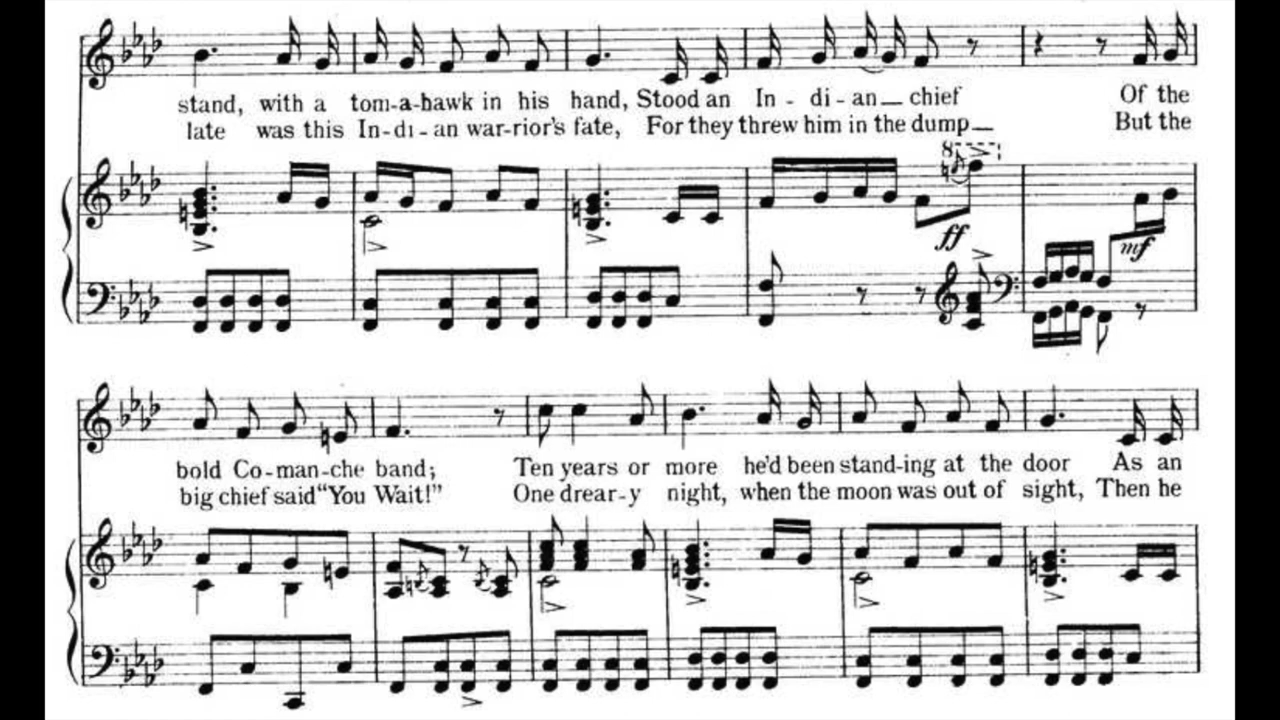 stand, with a tom-a-hawk in his hand, Stood an In - di - an chief Of the
late was this In-di-an war-rior's fate, For they threw him in the dump But the
8
ff
mf
bold Co-man-che band; Ten years or more he'd been stand-ing at the door As an
big chief said "You Wait!" One drear-y night, when the moon was out of sight, Then he